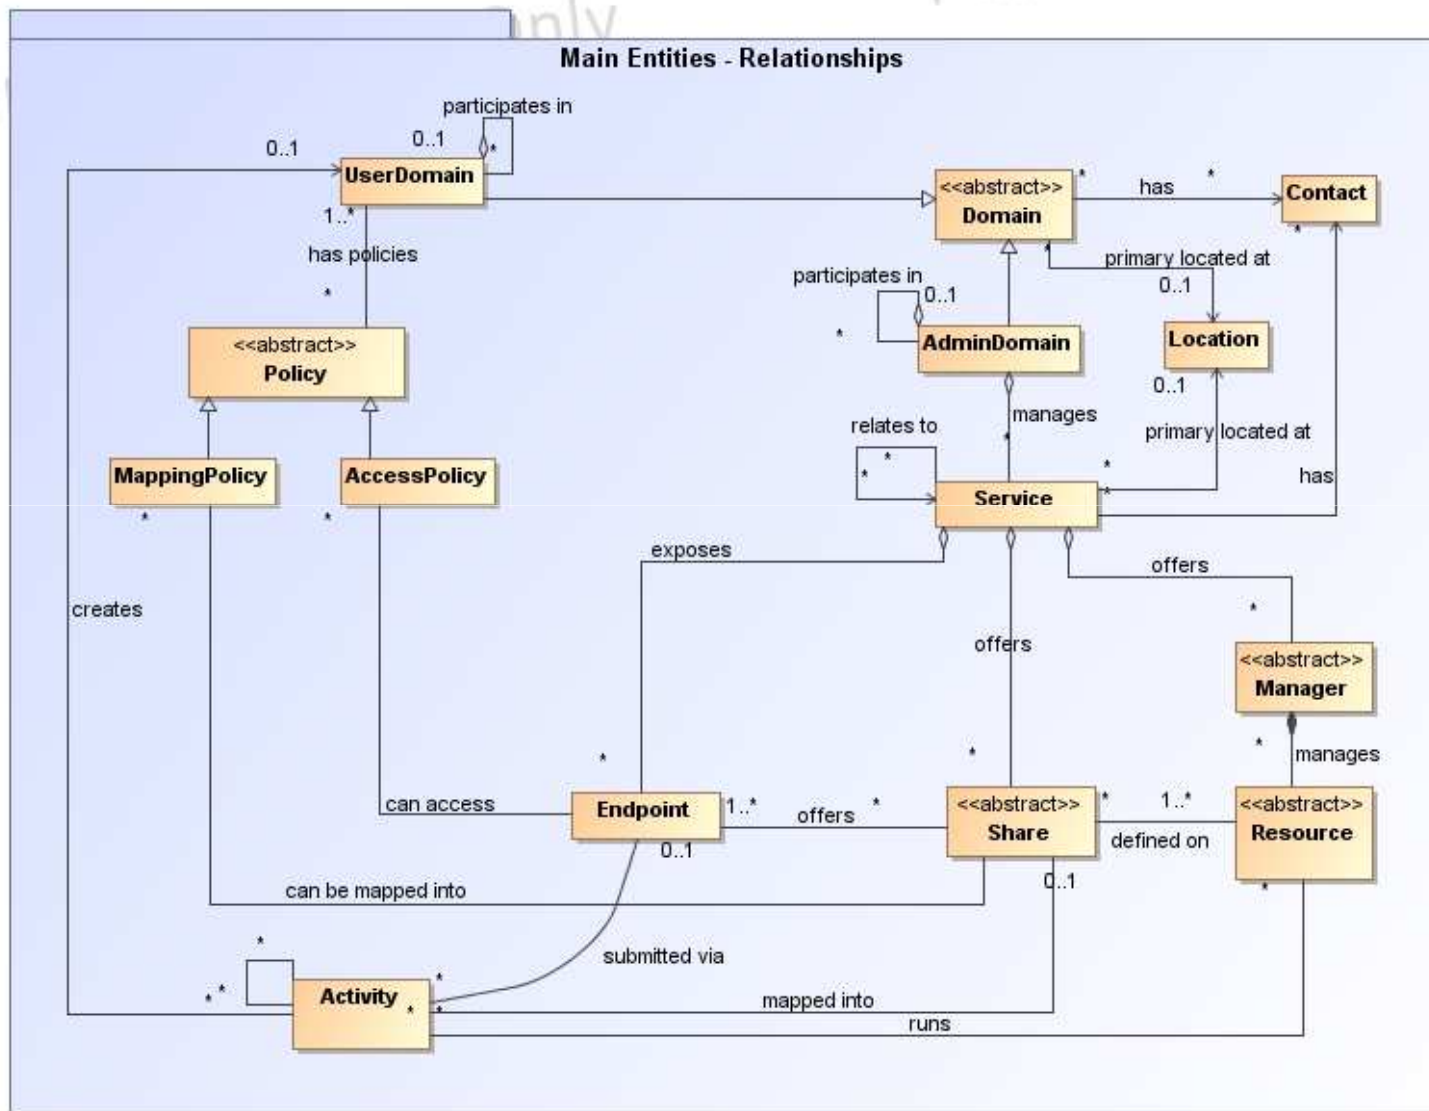 Only
Main Entities - Relationships
participates in
0..1
0..1
*
UserDomain
1..*
has policies
*
<<abstract>>
Policy
MappingPolicy
*
AccessPolicy
*
<<abstract>>
Domain
*
has
*
Contact
*
*
primary located at
0..1
participates in
0..1
*
AdminDomain
Location
0..1
manages
*
relates to
*
*
primary located at
*
*
has
Service
exposes
offers
*
creates
offers
<<abstract>>
Manager
*
manages
*
*
can access
Endpoint
1..*
offers
*
0..1
<<abstract>>
Share
*
1..*
defined on
0..1
<<abstract>>
Resource
*
can be mapped into
submitted via
*
*
*
Activity
*
*
*
mapped into
runs